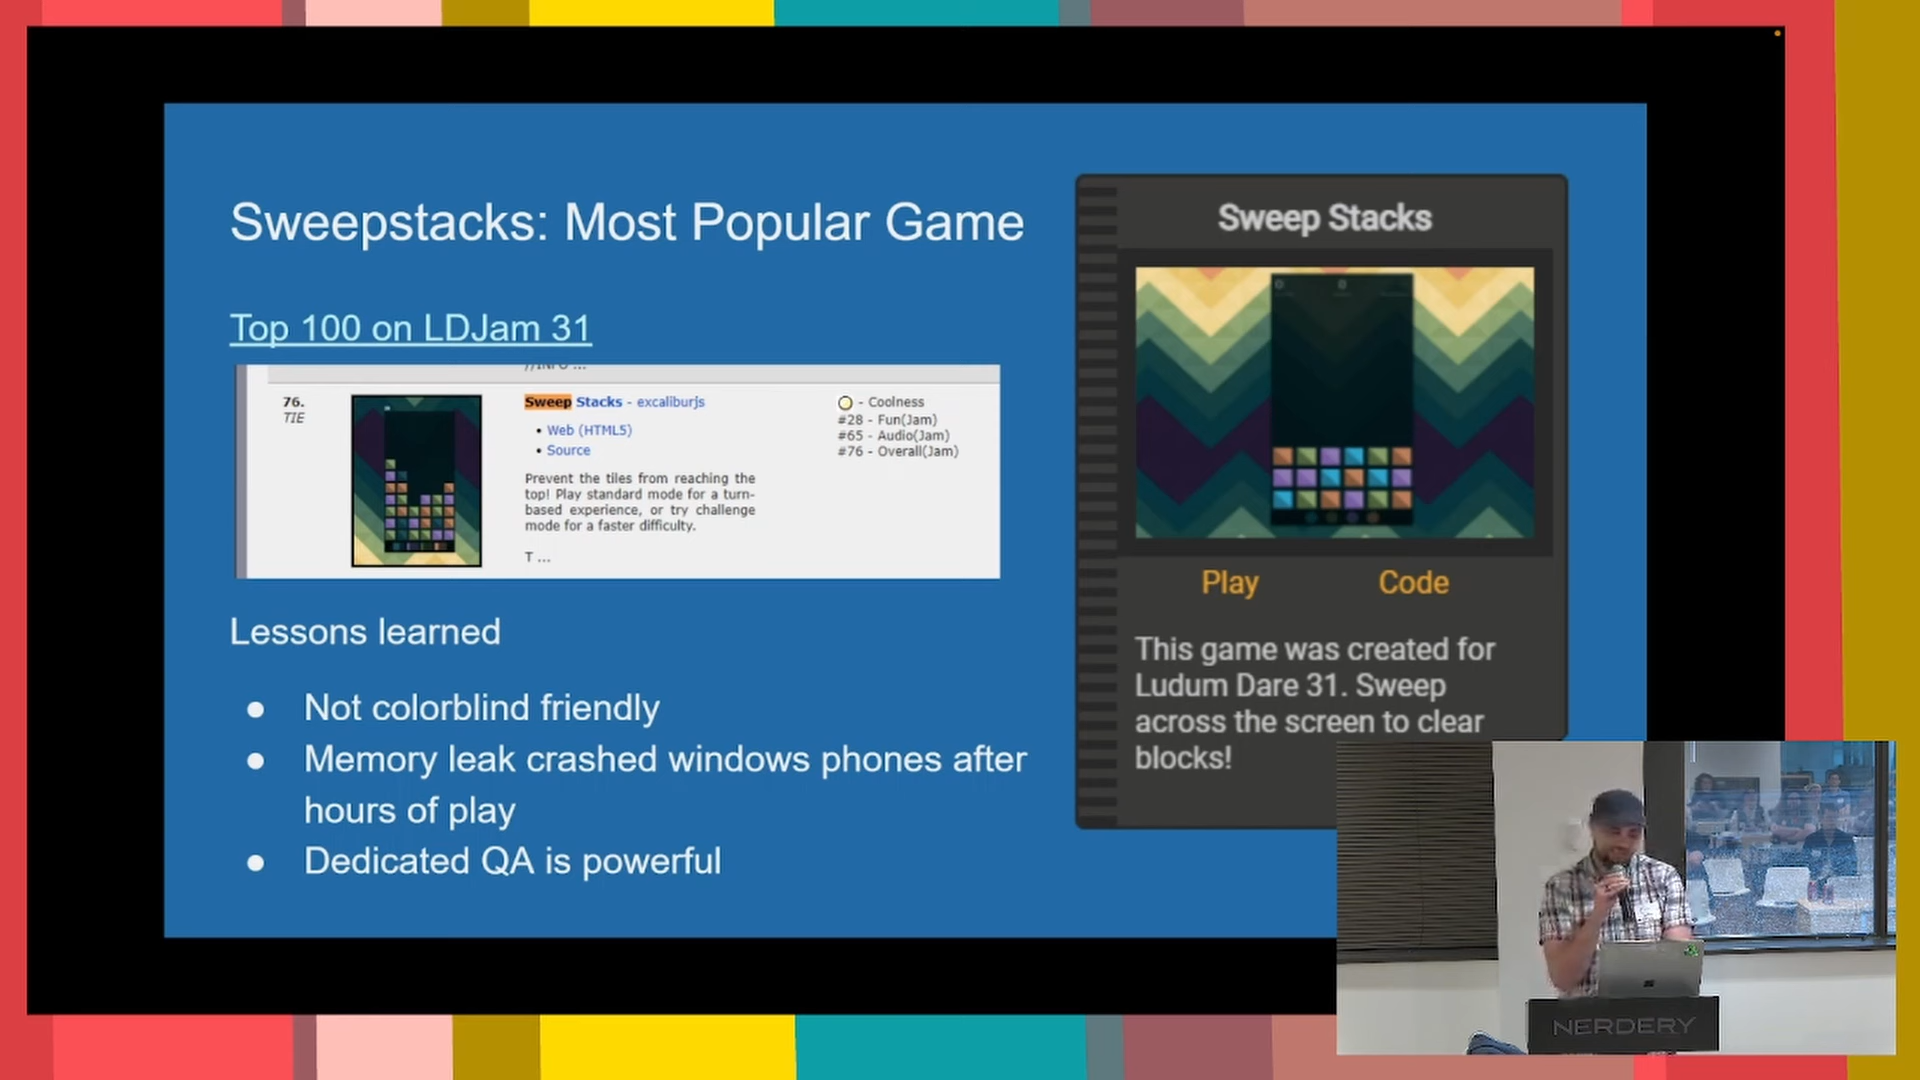 Sweepstacks: Most Popular Game
Top 100 on LDJam 31
76.
TIE
Sweep Stacks - excaliburjs
• Web (HTML5)
• Source
Prevent the tiles from reaching the
top! Play standard mode for a turn-
based experience, or try challenge
mode for a faster difficulty.
T ...
- Coolness
#28 - Fun(Jam)
#65 - Audio(Jam)
#76 - Overall(Jam)
Lessons learned
● Not colorblind friendly
● Memory leak crashed windows phones after
hours of play
● Dedicated QA is powerful
Sweep Stacks
Play Code
This game was created for
Ludum Dare 31. Sweep
across the screen to clear
blocks!
NERDERY